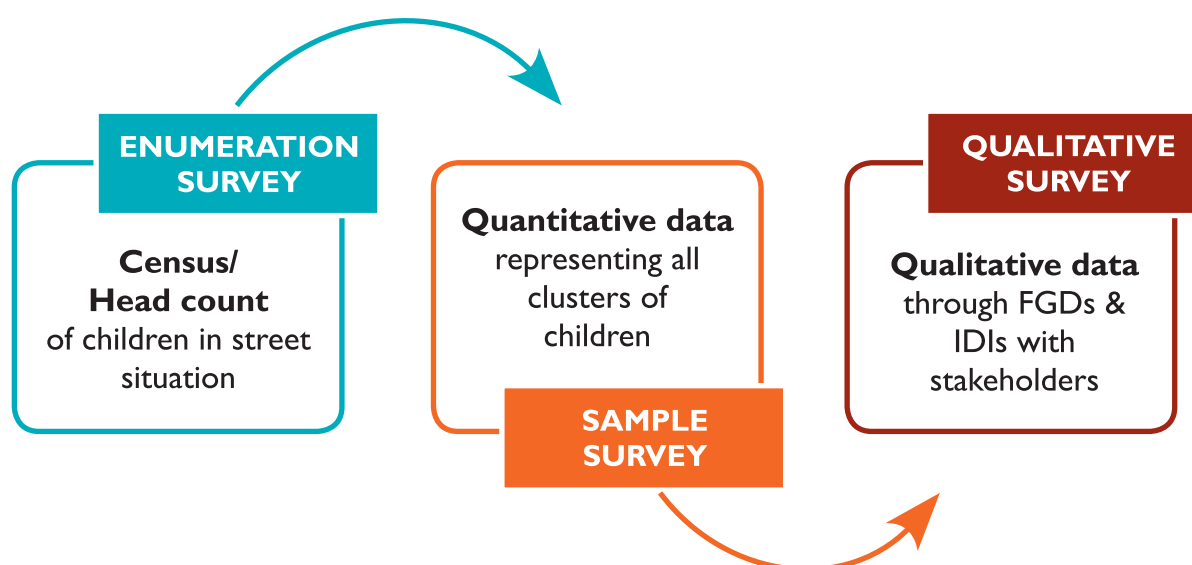 ENUMERATION
SURVEY
Census/
Head count
of children in street
situation
Quantitative data
representing all
clusters of
children
SAMPLE
SURVEY
QUALITATIVE
SURVEY
Qualitative data
through FGDs &
IDIs with
stakeholders